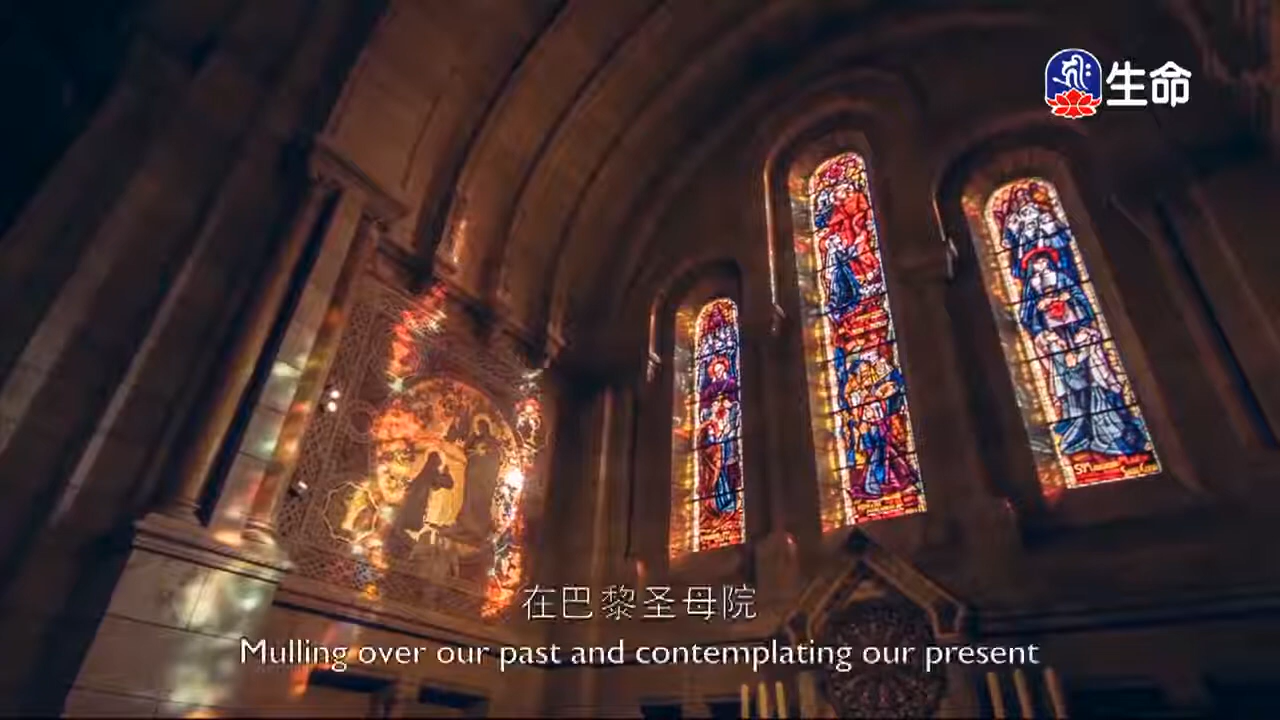 生命
在巴黎圣母院
Mulling over our past and contemplating our present